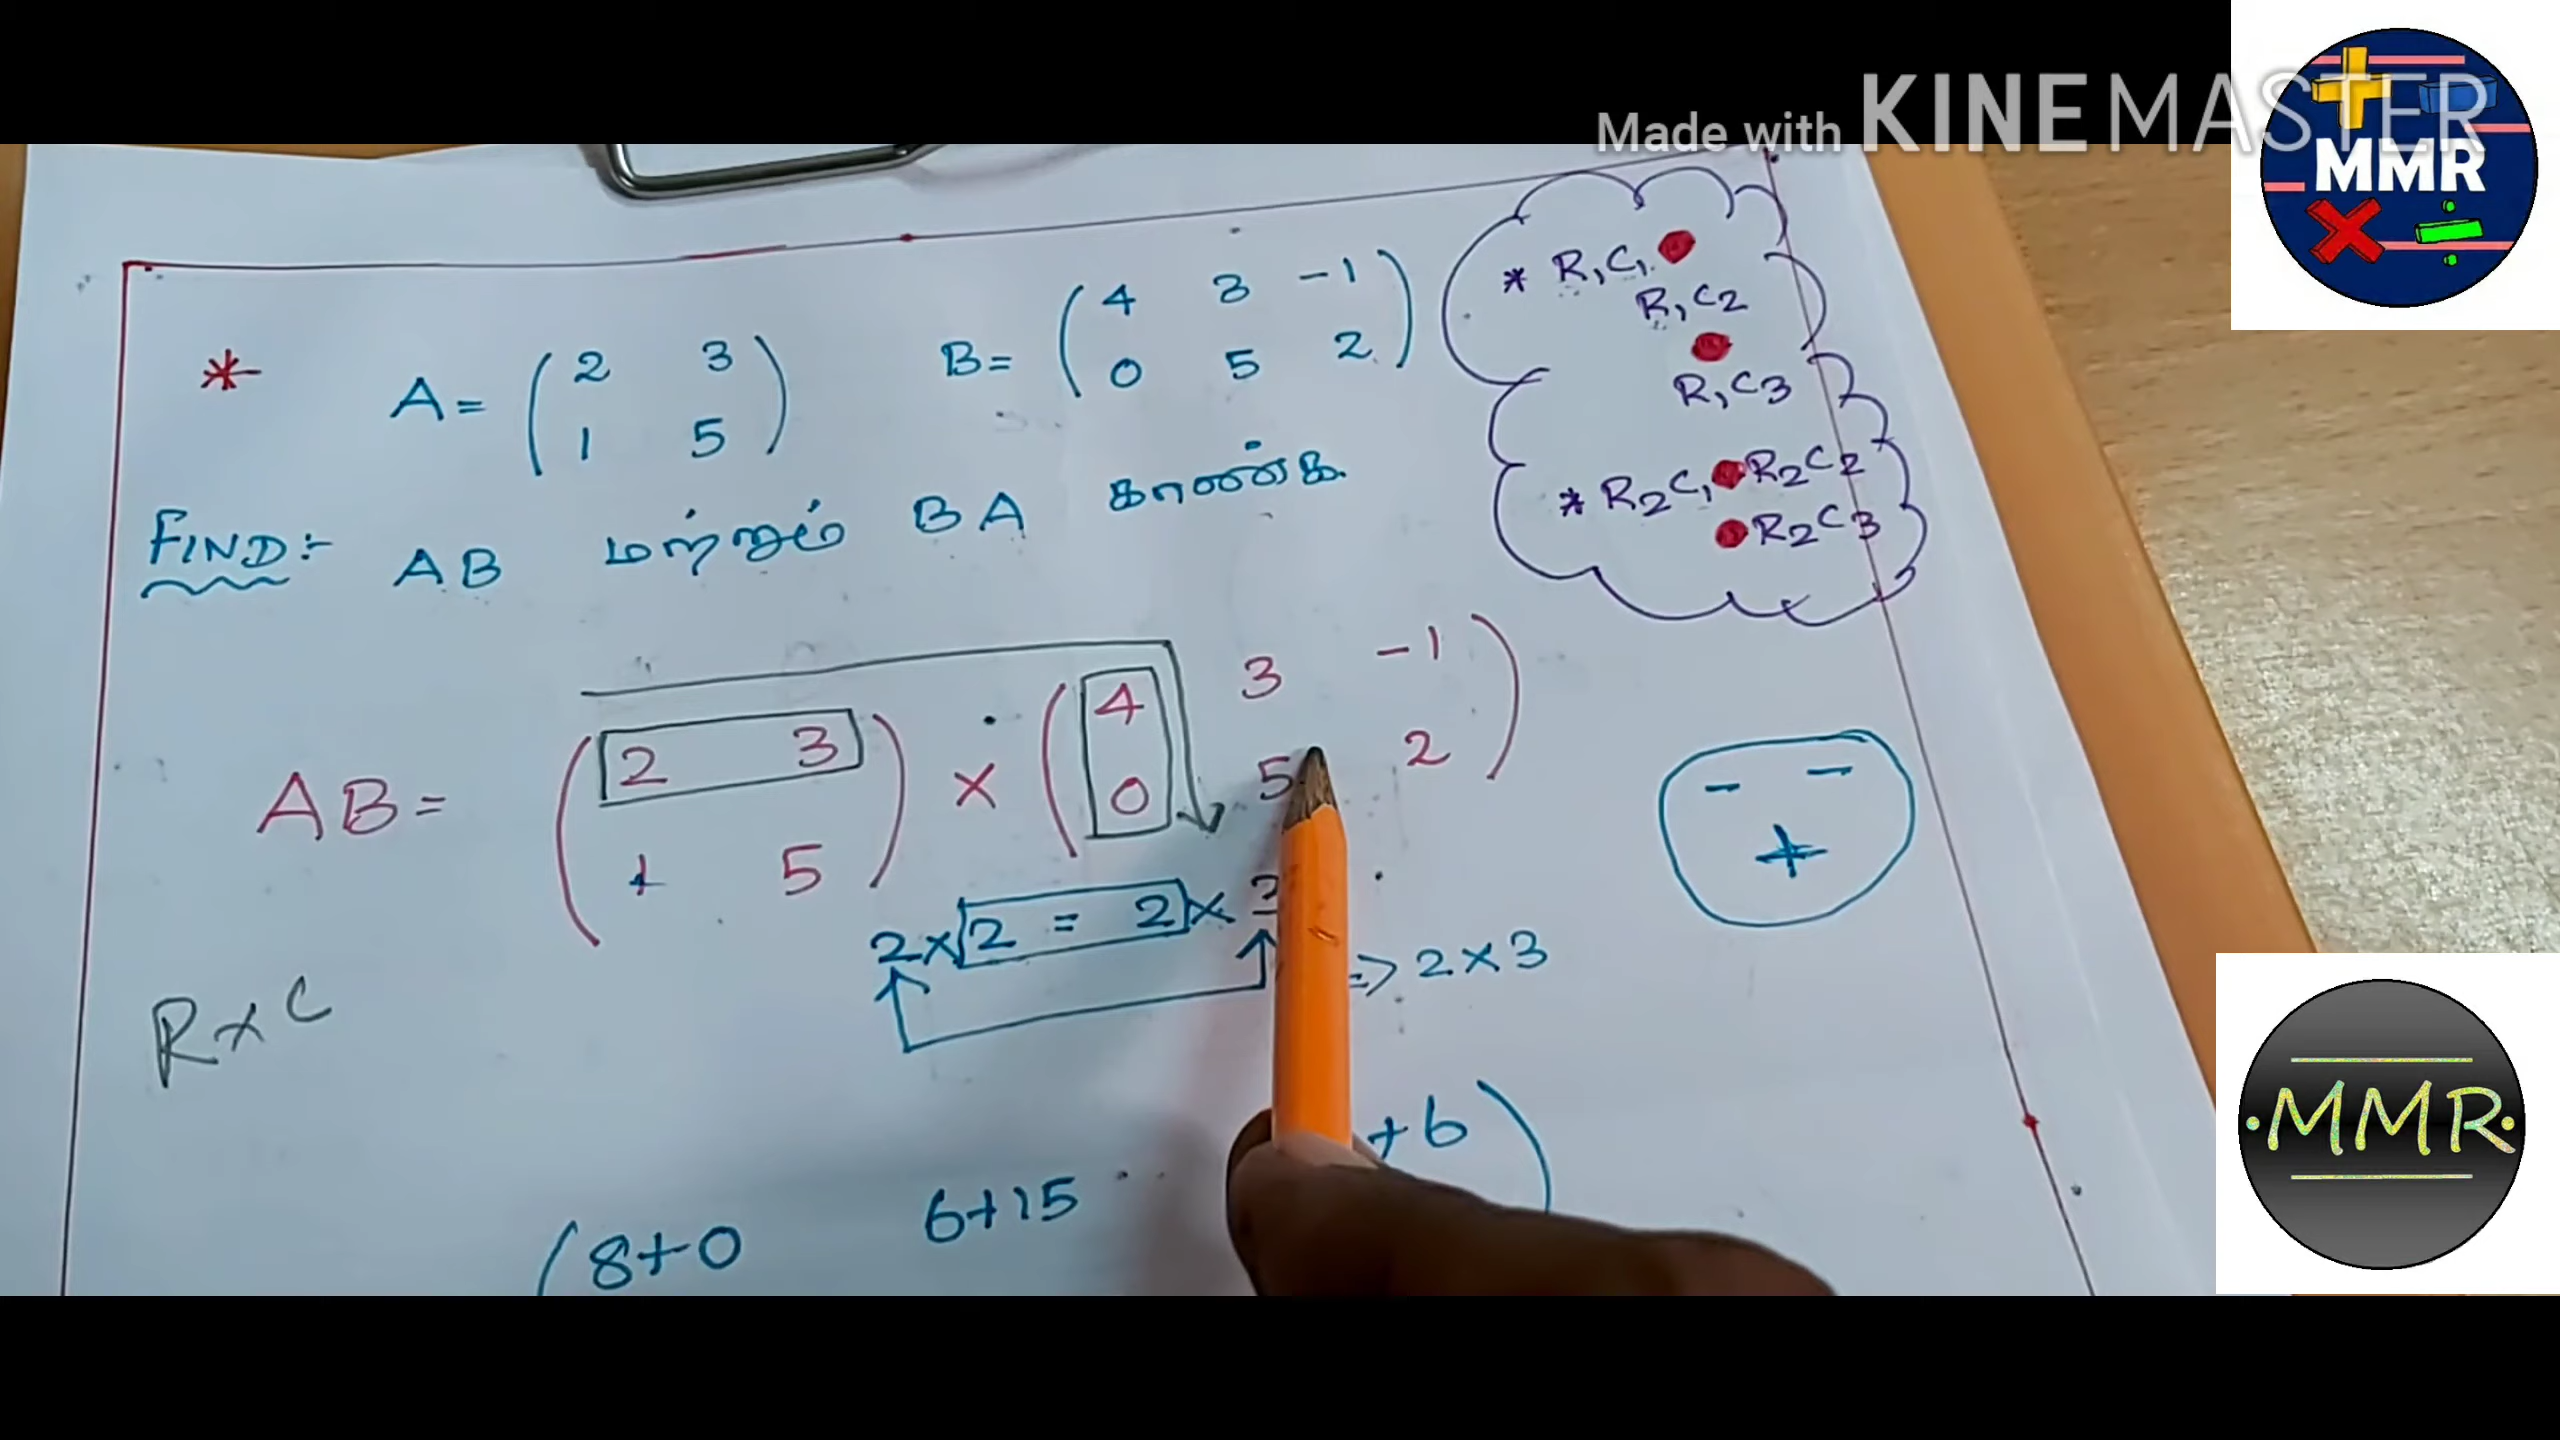 Made with KINEMASTER
MMR
* A = ( 2 3
1 5 )
B = ( 4 3 -1
0 5 2 )
* R1C1
R1C2
R1C3
* R2C1 R2C2
R2C3
FIND:- AB மற்றும் BA காண்க
AB = ( 2 3
1 5 ) × ( 4 3 -1
0 5 2 )
- -
+
2×2 = 2×
=> 2×3
R×C
( 8+0 6+15 +6 )
MMR